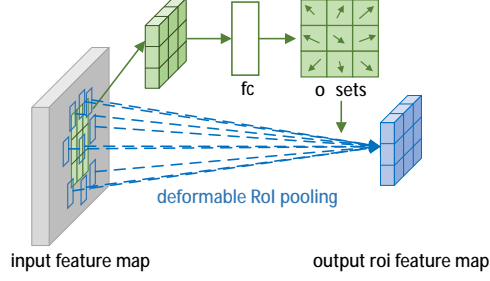 fc
o sets
deformable RoI pooling
input feature map
output roi feature map